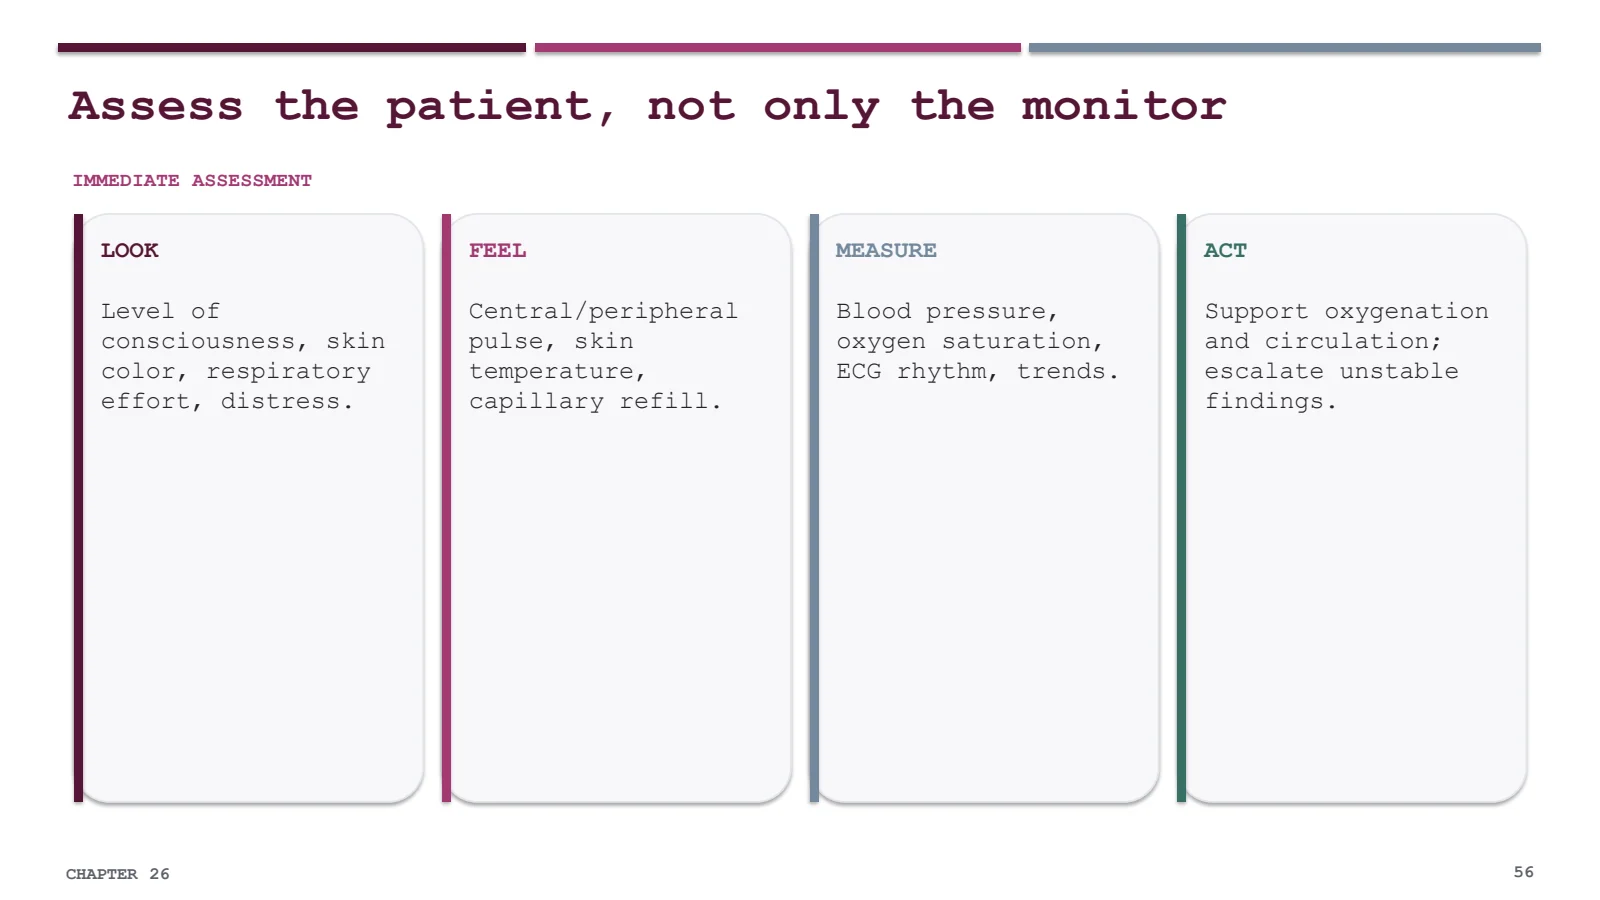 Assess the patient, not only the monitor
IMMEDIATE ASSESSMENT
LOOK
Level of
consciousness, skin
color, respiratory
effort, distress.
FEEL
Central/peripheral
pulse, skin
temperature,
capillary refill.
MEASURE
Blood pressure,
oxygen saturation,
ECG rhythm, trends.
ACT
Support oxygenation
and circulation;
escalate unstable
findings.
CHAPTER 26
56